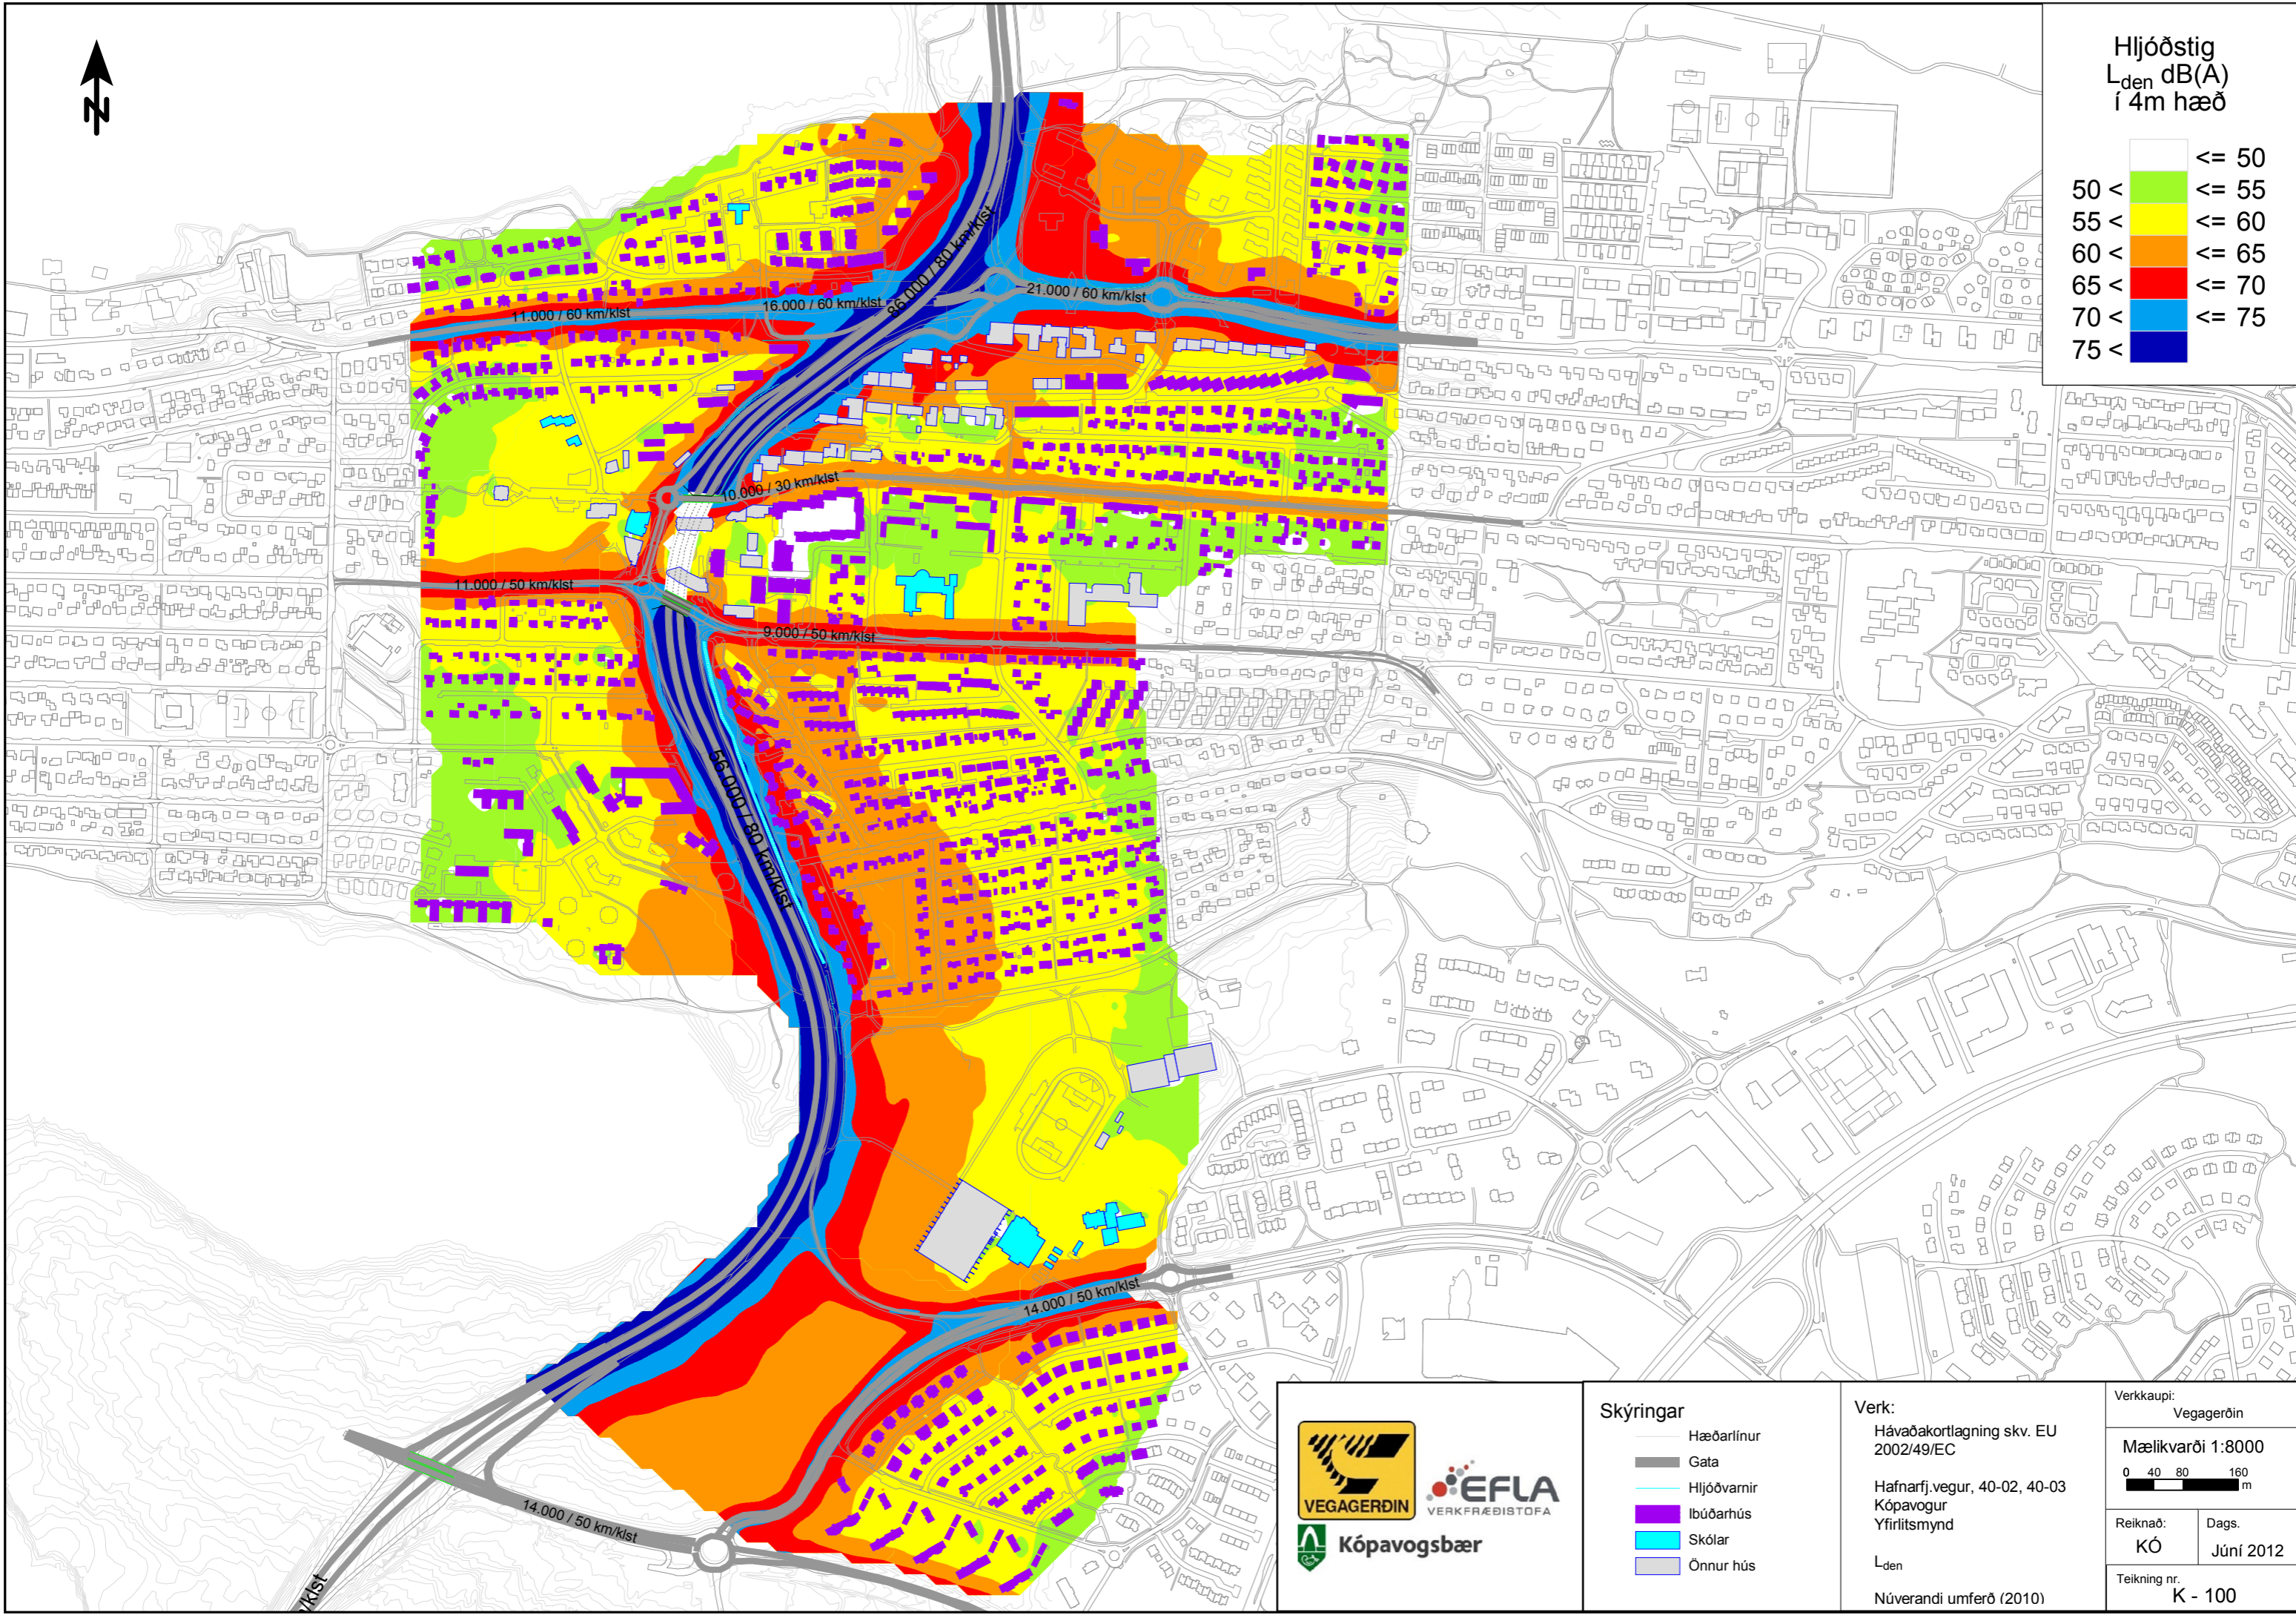 Hljóðstig
Lden dB(A)
í 4m hæð
<= 50
50 < <= 55
55 < <= 60
60 < <= 65
65 < <= 70
70 < <= 75
75 <
86.000 / 80 km/klst
21.000 / 60 km/klst
16.000 / 60 km/klst
11.000 / 60 km/klst
10.000 / 30 km/klst
11.000 / 50 km/klst
9.000 / 50 km/klst
56.000 / 80 km/klst
14.000 / 50 km/klst
14.000 / 50 km/klst
/klst
N
VEGAGERÐIN
EFLA
VERKFRÆÐISTOFA
Kópavogsbær
Skýringar
Hæðarlínur
Gata
Hljóðvarnir
Ibúðarhús
Skólar
Önnur hús
Verk:
Hávaðakortlagning skv. EU
2002/49/EC
Hafnarfj.vegur, 40-02, 40-03
Kópavogur
Yfirlitsmynd
Lden
Núverandi umferð (2010)
Verkkaupi:
Vegagerðin
Mælikvarði 1:8000
0 40 80 160
m
Reiknað:
KÓ
Dags.
Júní 2012
Teikning nr.
K - 100